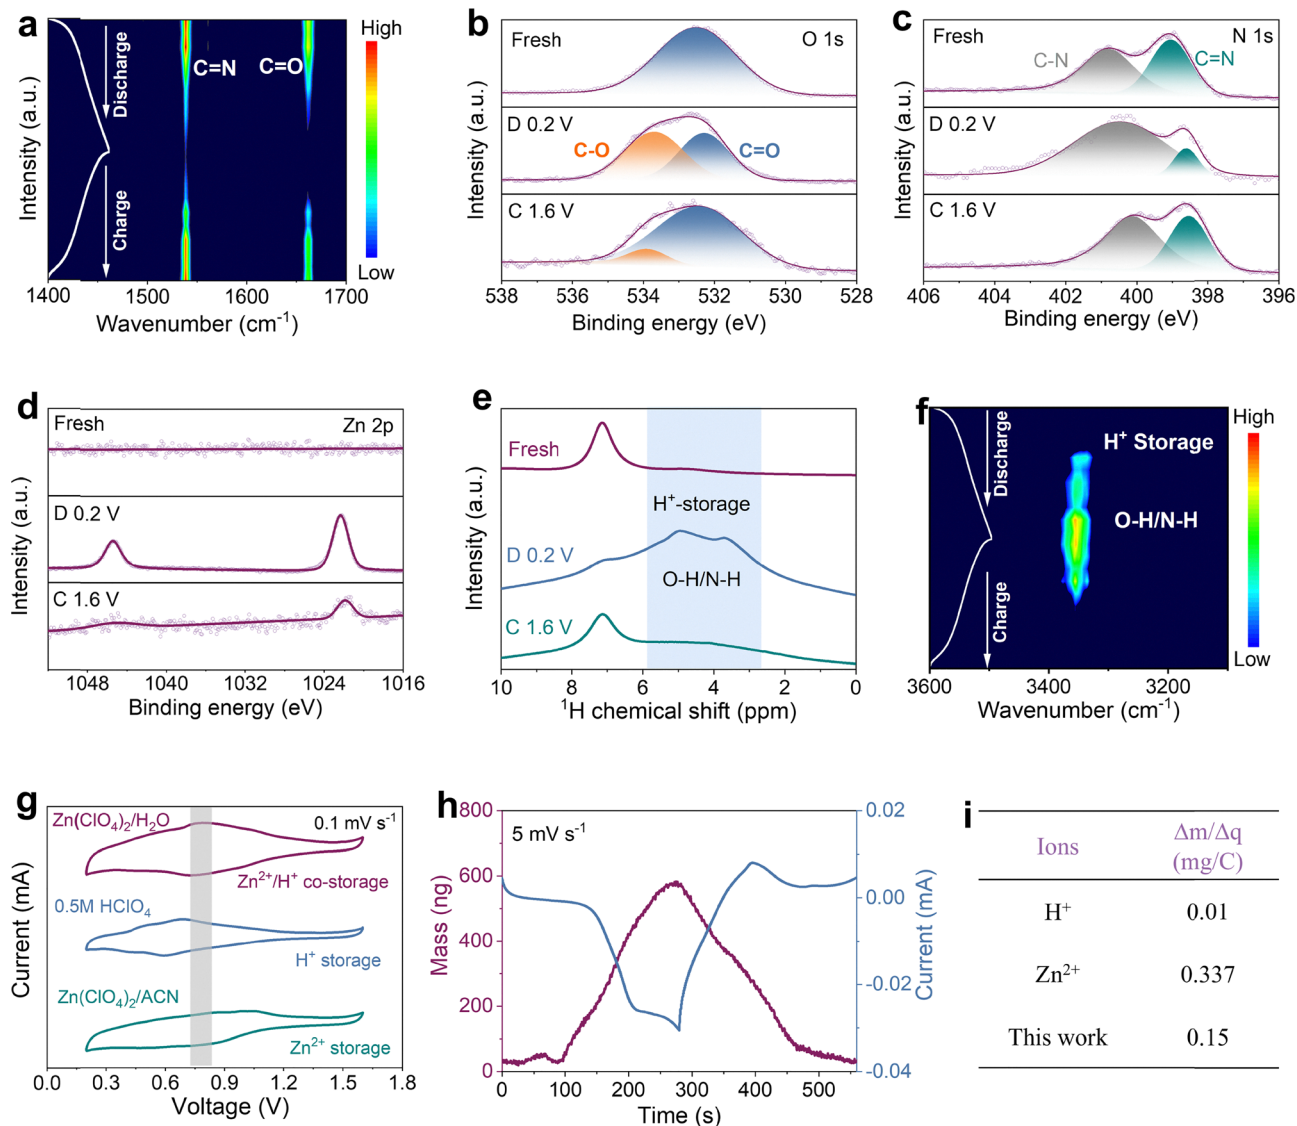 a
Discharge
Charge
C=N
C=O
High
Low
Intensity (a.u.)
1400
1500
1600
1700
Wavenumber (cm⁻¹)
b
Fresh
O 1s
D 0.2 V
C-O
C=O
C 1.6 V
Intensity (a.u.)
538
536
534
532
530
528
Binding energy (eV)
c
Fresh
N 1s
C-N
C=N
D 0.2 V
C 1.6 V
Intensity (a.u.)
406
404
402
400
398
396
Binding energy (eV)
d
Fresh
Zn 2p
D 0.2 V
C 1.6 V
Intensity (a.u.)
1048
1040
1032
1024
1016
Binding energy (eV)
e
Fresh
H⁺-storage
D 0.2 V
O-H/N-H
C 1.6 V
Intensity (a.u.)
10
8
6
4
2
0
¹H chemical shift (ppm)
f
Discharge
Charge
H⁺ Storage
O-H/N-H
High
Low
3600
3400
3200
Wavenumber (cm⁻¹)
g
Zn(ClO₄)₂/H₂O
0.1 mV s⁻¹
Zn²⁺/H⁺ co-storage
0.5M HClO₄
H⁺ storage
Zn(ClO₄)₂/ACN
Zn²⁺ storage
Current (mA)
0.0
0.3
0.6
0.9
1.2
1.6
1.8
Voltage (V)
h
5 mV s⁻¹
Mass (ng)
800
600
400
200
0
Current (mA)
0.02
0.00
-0.02
-0.04
0
100
200
300
400
500
Time (s)
i
Ions
Δm/Δq
(mg/C)
H⁺
0.01
Zn²⁺
0.337
This work
0.15